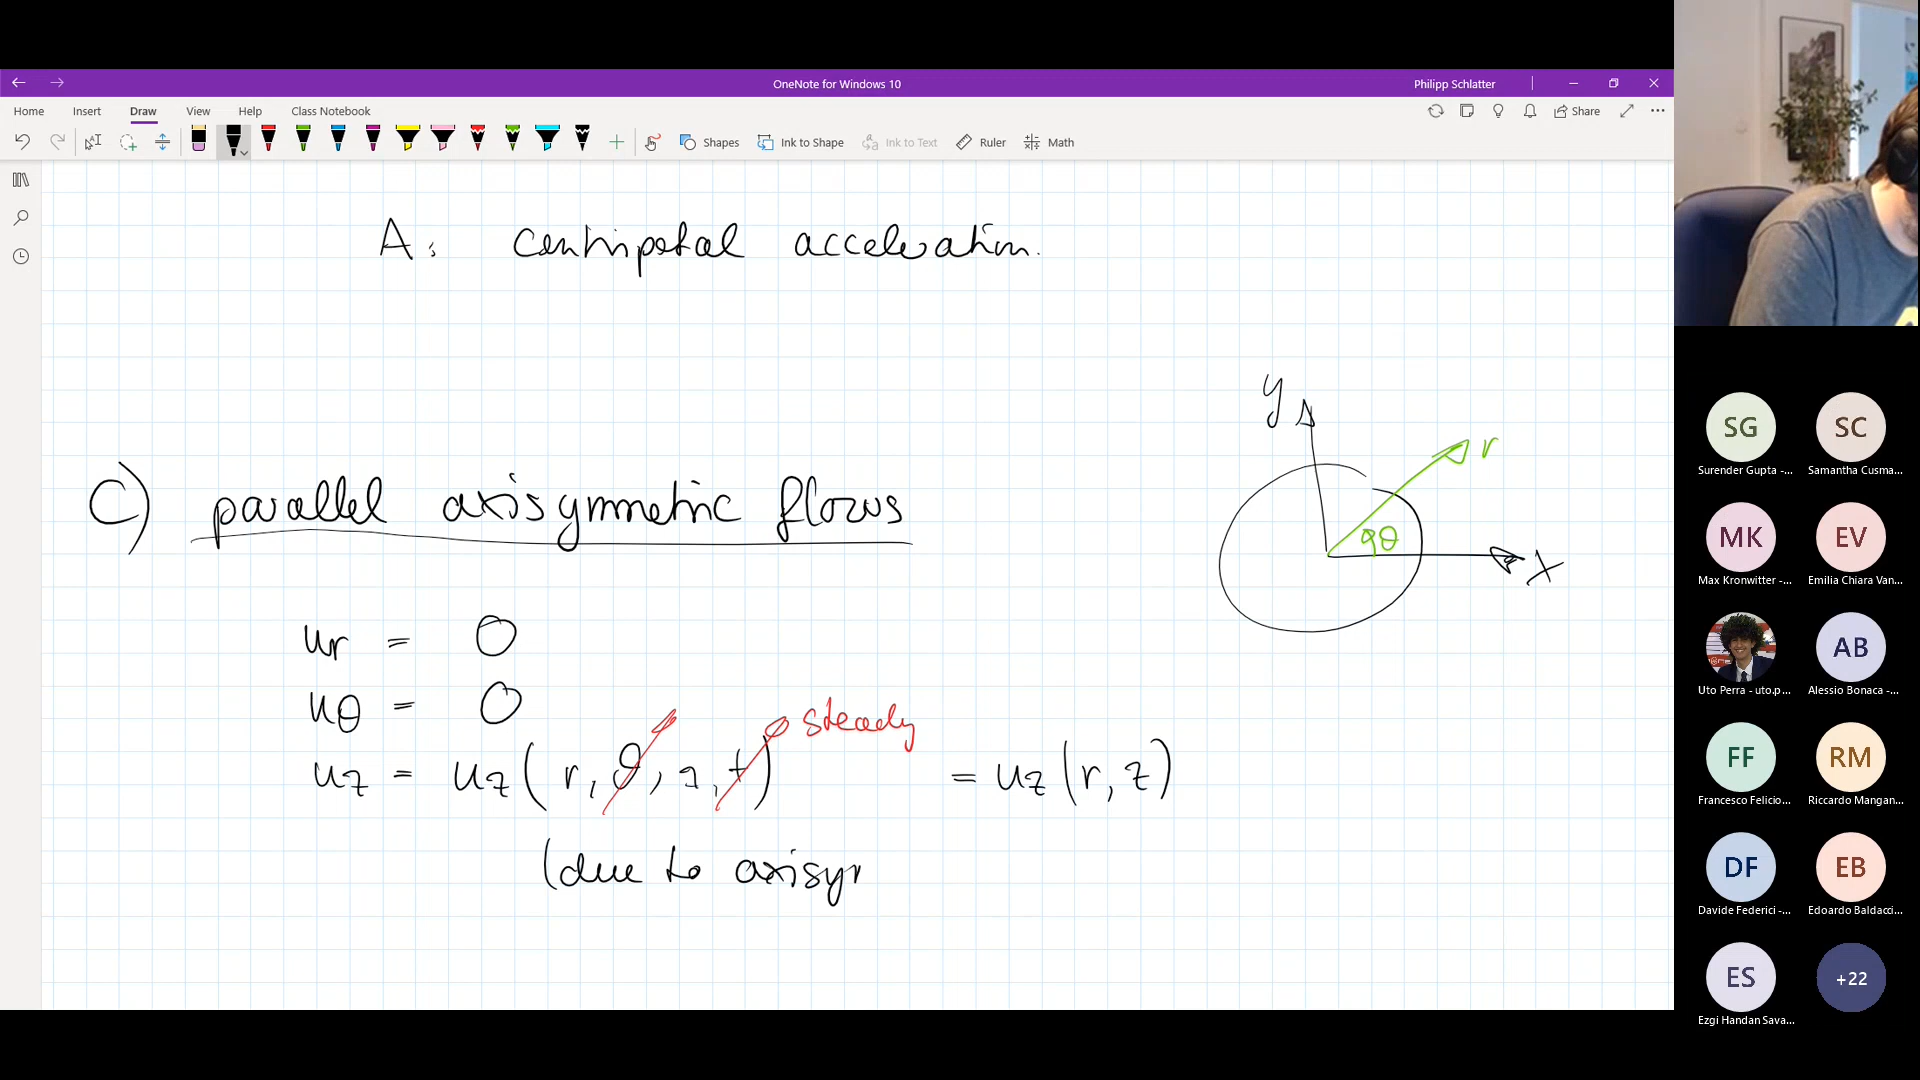 OneNote for Windows 10
Philipp Schlatter
Home Insert Draw View Help Class Notebook
Share
Shapes Ink to Shape Ink to Text Ruler Math
A: centripetal acceleration.
C) parallel axisymmetric flows
y
r
θ
x
ur = 0
uθ = 0
steady
uz = uz(r, θ, z, t) = uz(r, z)
(due to axisy
SG
Surender Gupta -...
SC
Samantha Cusma...
MK
Max Kronwitter -...
EV
Emilia Chiara Van...
Uto Perra - uto.p...
AB
Alessio Bonaca -...
FF
Francesco Felicio...
RM
Riccardo Mangan...
DF
Davide Federici -...
EB
Edoardo Baldacci...
ES
Ezgi Handan Sava...
+22